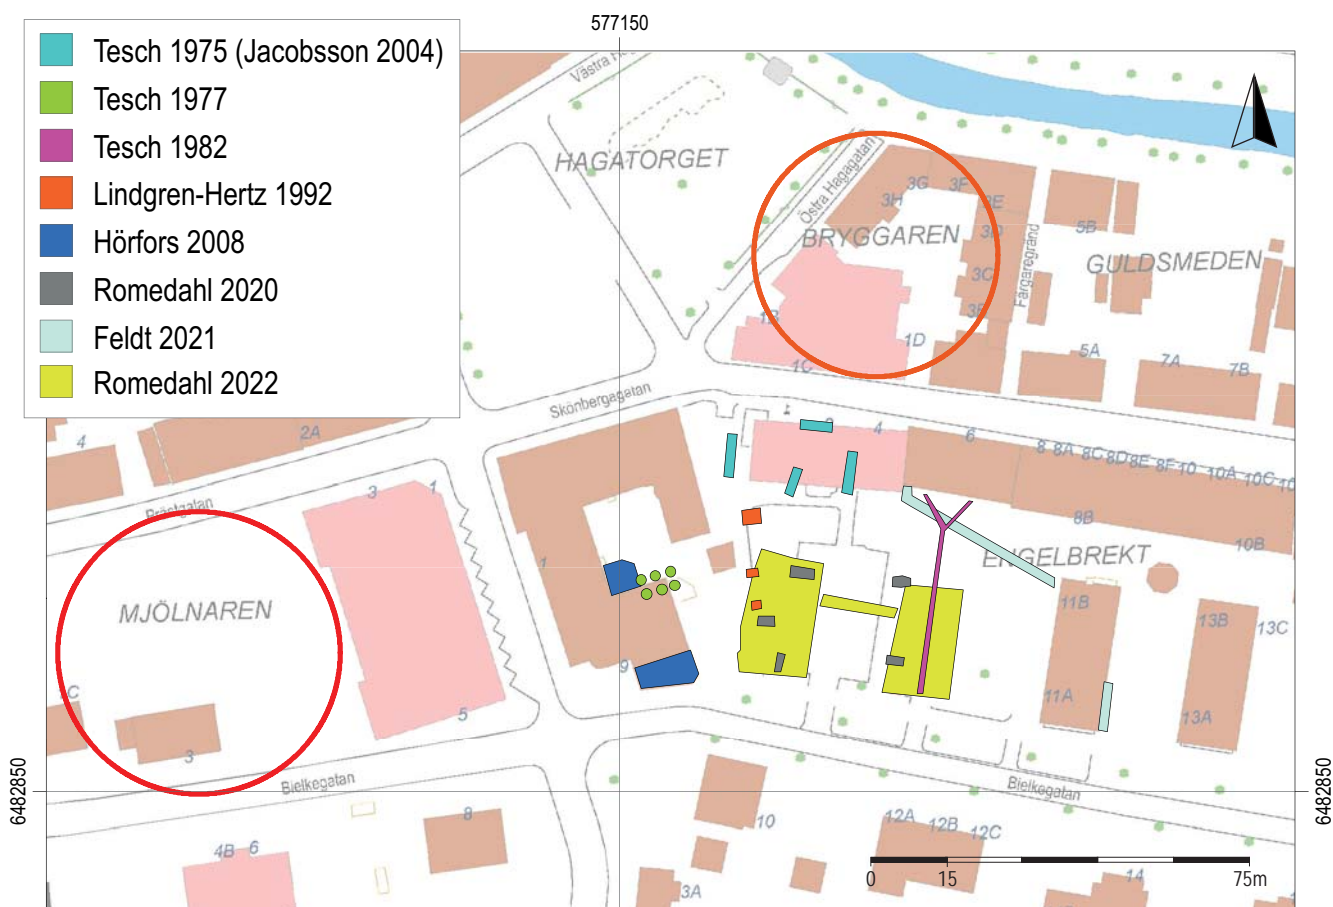 577150
Tesch 1975 (Jacobsson 2004)
Tesch 1977
Tesch 1982
Lindgren-Hertz 1992
Hörfors 2008
Romedahl 2020
Feldt 2021
Romedahl 2022
Västra
HAGATORGET
Östra Hagagatan
3G
3F
3H
3E
BRYGGAREN
3D
3C
Färgaregränd
5B
GULDSMEDEN
1B
1D
1C
5A
7A
7B
Skönbergagatan
4
2A
4
6
8
8A
8C
8D
8E
8F
10
10A
10C
8B
10B
Prästgatan
3
1
1
ENGELBREKT
MJÖLNAREN
11B
13B
13C
9
11A
13A
5
3
Bielkegatan
Bielkegatan
6482850
6482850
8
10
12A
12B
12C
4B
6
3A
14
0
15
75m